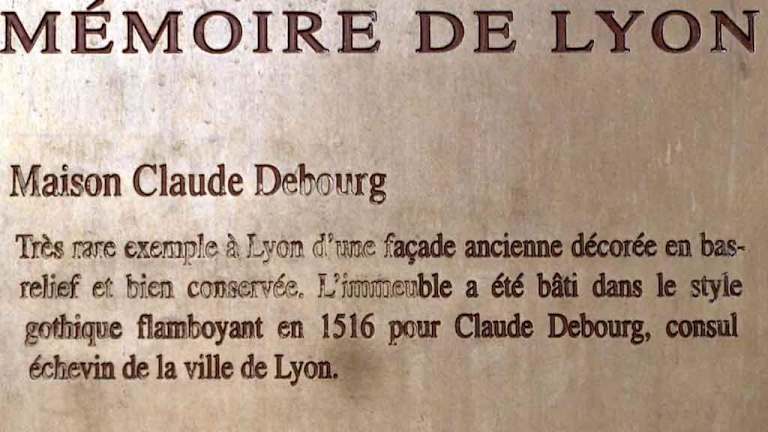 MÉMOIRE DE LYON
Maison Claude Debourg
Très rare exemple à Lyon d'une façade ancienne décorée en bas-
relief et bien conservée. L'immeuble a été bâti dans le style
gothique flamboyant en 1516 pour Claude Debourg, consul
échevin de la ville de Lyon.